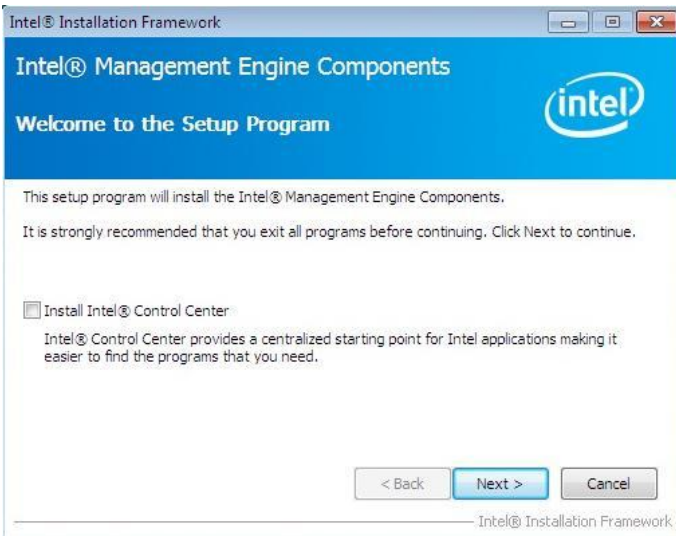 Intel® Installation Framework
Intel® Management Engine Components
Welcome to the Setup Program
intel
This setup program will install the Intel® Management Engine Components.
It is strongly recommended that you exit all programs before continuing. Click Next to continue.
Install Intel® Control Center
Intel® Control Center provides a centralized starting point for Intel applications making it
easier to find the programs that you need.
< Back Next > Cancel
Intel® Installation Framework